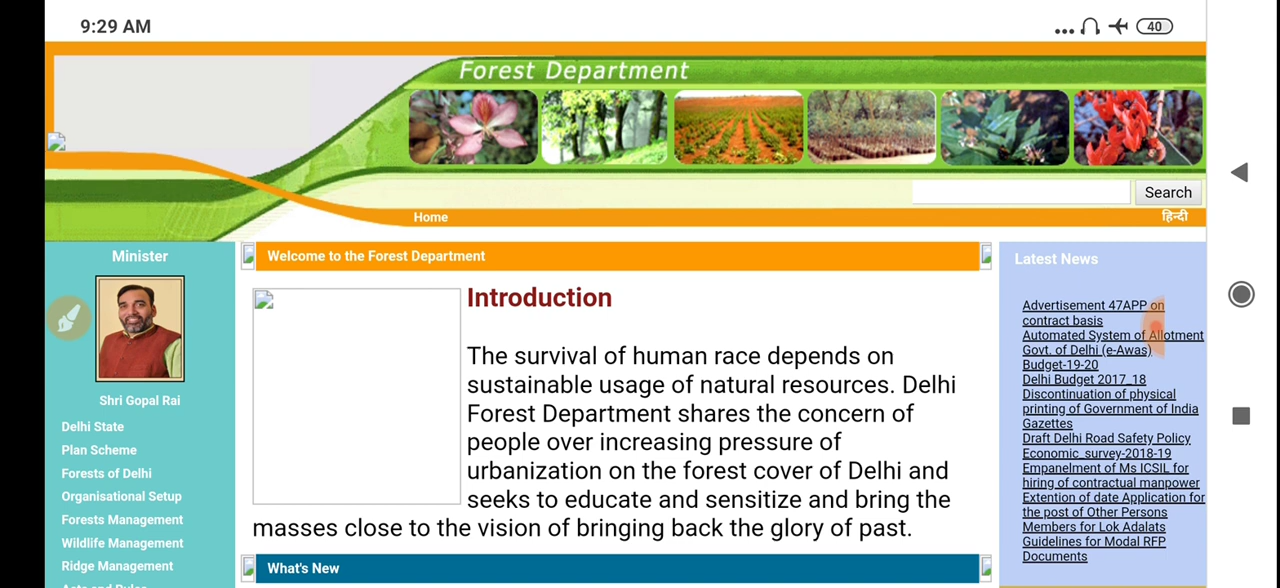 9:29 AM
40
Forest Department
Search
Home
हिन्दी
Minister
Shri Gopal Rai
Delhi State
Plan Scheme
Forests of Delhi
Organisational Setup
Forests Management
Wildlife Management
Ridge Management
Welcome to the Forest Department
Introduction
The survival of human race depends on
sustainable usage of natural resources. Delhi
Forest Department shares the concern of
people over increasing pressure of
urbanization on the forest cover of Delhi and
seeks to educate and sensitize and bring the
masses close to the vision of bringing back the glory of past.
What's New
Latest News
Advertisement 47APP on
contract basis
Automated System of Allotment
Govt. of Delhi (e-Awas)
Budget-19-20
Delhi Budget 2017_18
Discontinuation of physical
printing of Government of India
Gazettes
Draft Delhi Road Safety Policy
Economic_survey-2018-19
Empanelment of Ms ICSIL for
hiring of contractual manpower
Extention of date Application for
the post of Other Persons
Members for Lok Adalats
Guidelines for Modal RFP
Documents